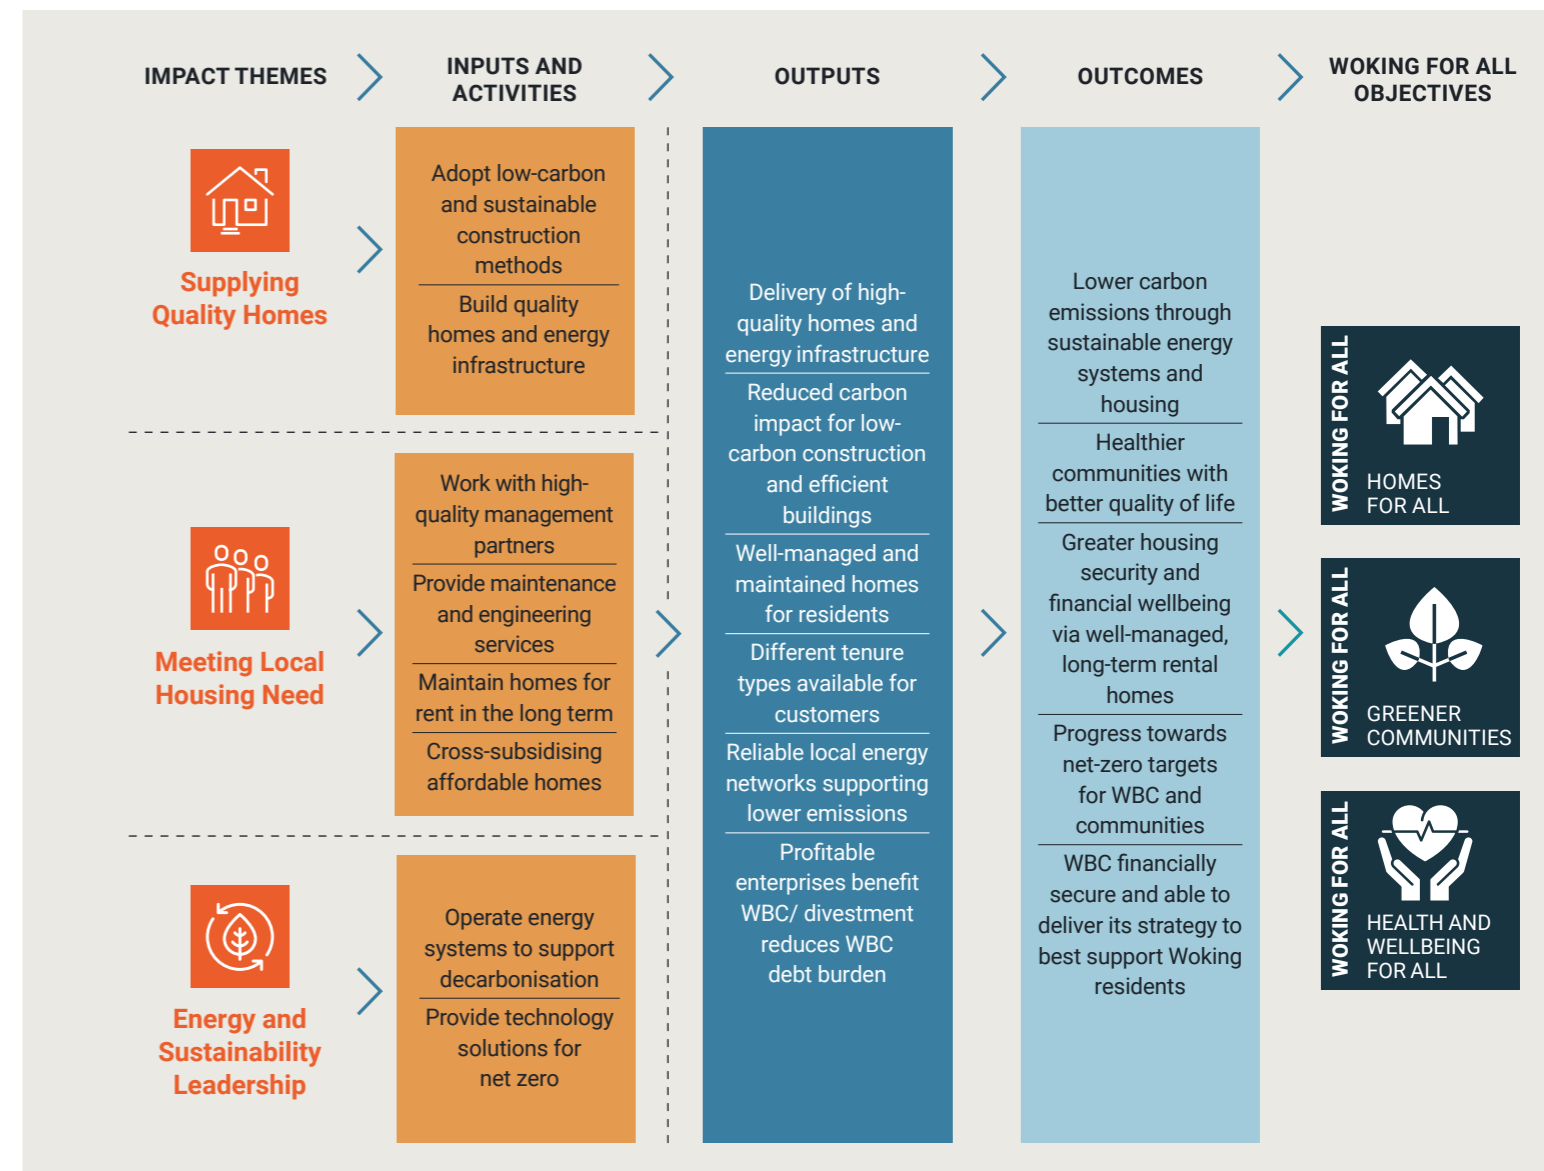 IMPACT THEMES
INPUTS AND
ACTIVITIES
OUTPUTS
OUTCOMES
WOKING FOR ALL
OBJECTIVES
Supplying
Quality Homes
Adopt low-carbon
and sustainable
construction
methods
Build quality
homes and energy
infrastructure
Meeting Local
Housing Need
Work with high-
quality management
partners
Provide maintenance
and engineering
services
Maintain homes for
rent in the long term
Cross-subsidising
affordable homes
Energy and
Sustainability
Leadership
Operate energy
systems to support
decarbonisation
Provide technology
solutions for
net zero
Delivery of high-
quality homes and
energy infrastructure
Reduced carbon
impact for low-
carbon construction
and efficient
buildings
Well-managed and
maintained homes
for residents
Different tenure
types available for
customers
Reliable local energy
networks supporting
lower emissions
Profitable
enterprises benefit
WBC/ divestment
reduces WBC
debt burden
Lower carbon
emissions through
sustainable energy
systems and
housing
Healthier
communities with
better quality of life
Greater housing
security and
financial wellbeing
via well-managed,
long-term rental
homes
Progress towards
net-zero targets
for WBC and
communities
WBC financially
secure and able to
deliver its strategy to
best support Woking
residents
WOKING FOR ALL
HOMES
FOR ALL
WOKING FOR ALL
GREENER
COMMUNITIES
WOKING FOR ALL
HEALTH AND
WELLBEING
FOR ALL